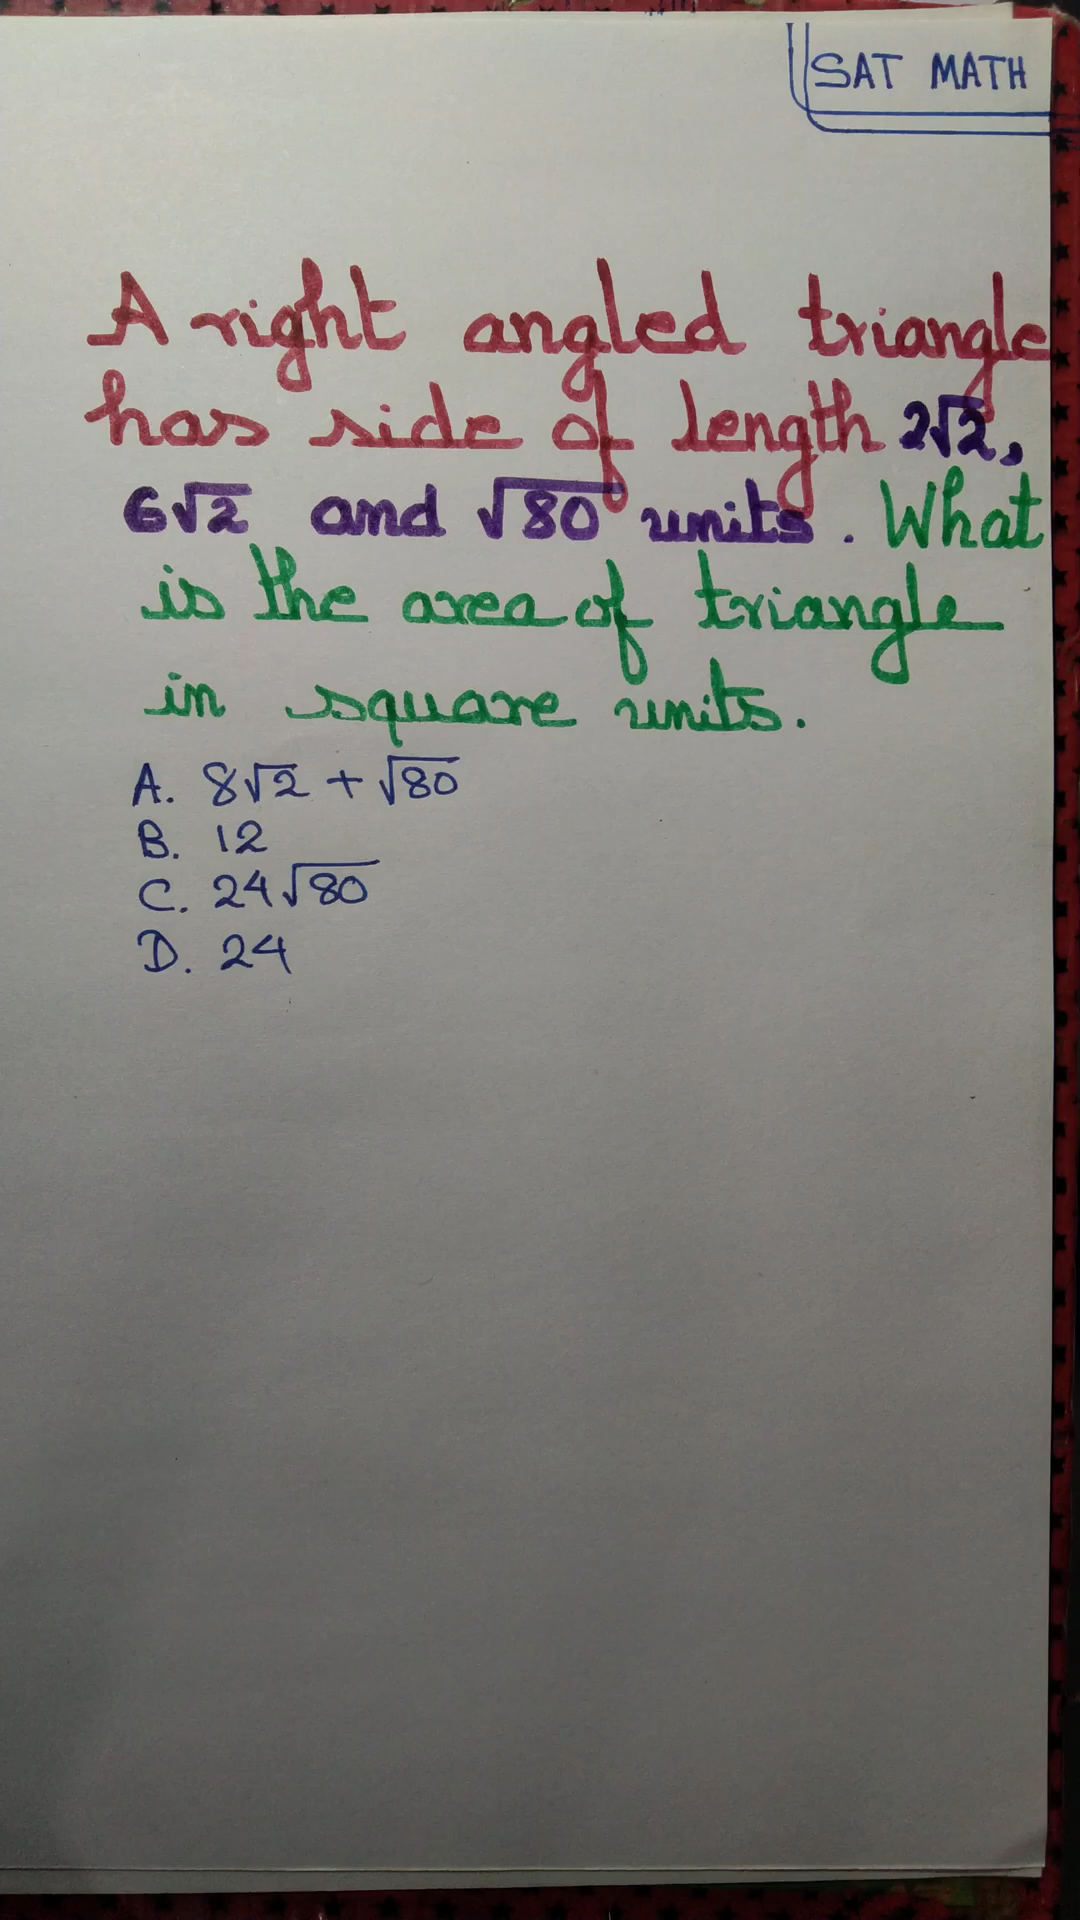 SAT MATH
A right angled triangle
has side of length 2√2,
6√2 and √80 units. What
is the area of triangle
in square units.
A. 8√2 + √80
B. 12
C. 24√80
D. 24